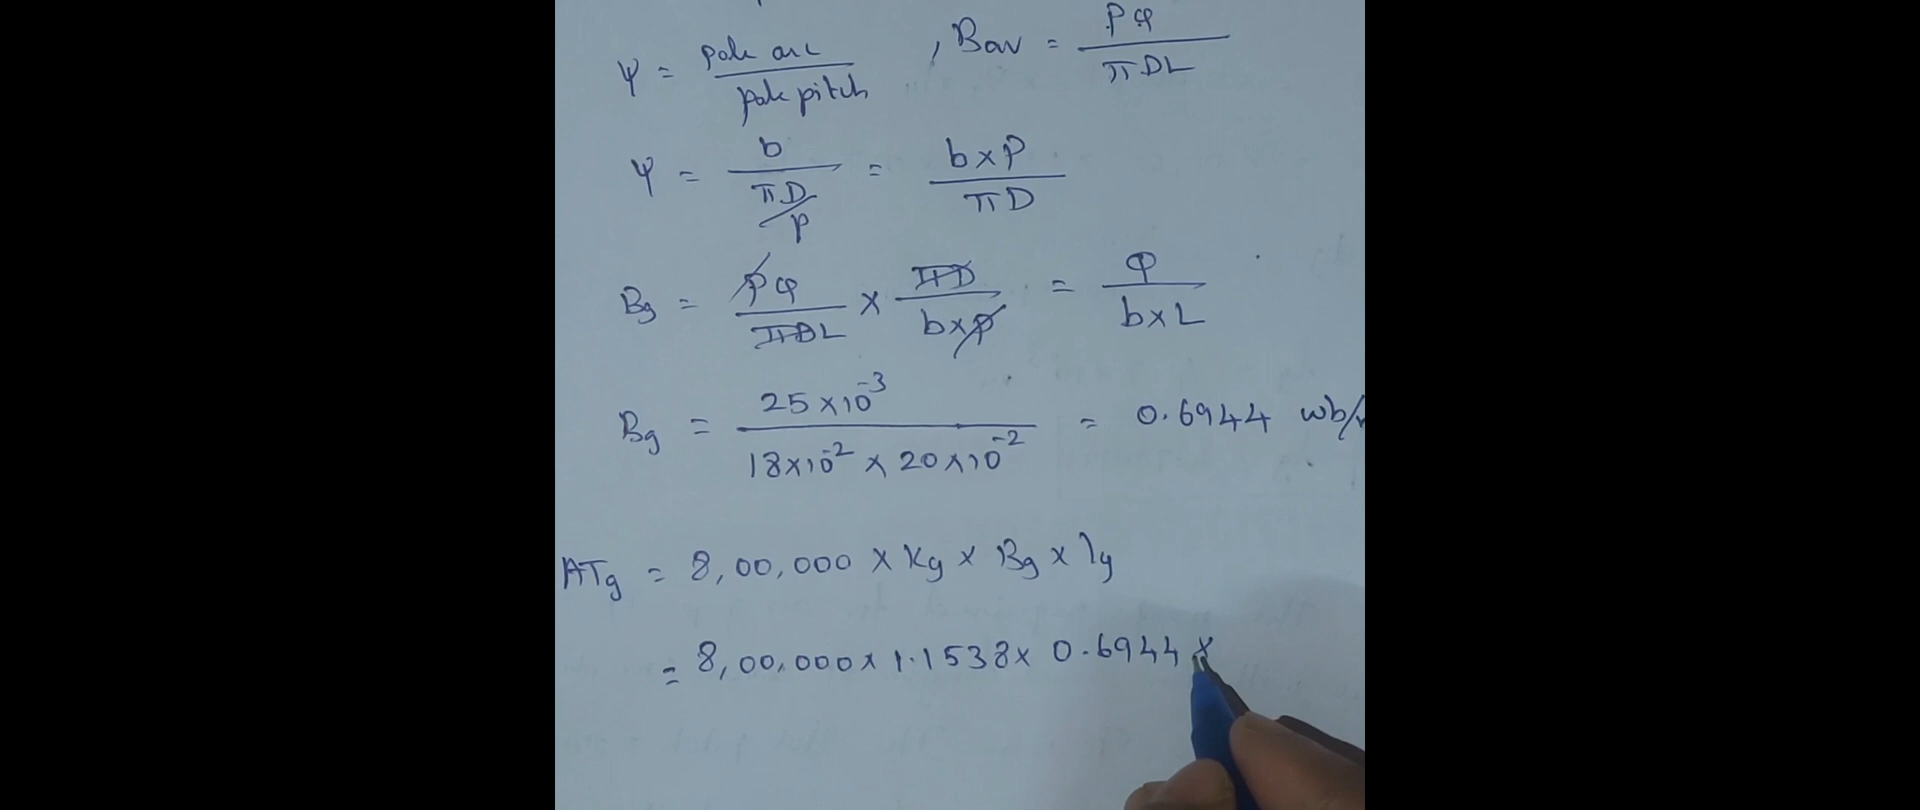 ψ = pole arc / pole pitch , Bav = Pφ / πDL
ψ = b / (πD/P) = b×P / πD
Bg = Pφ / πDL × πD / b×P = φ / b×L
Bg = 25×10⁻³ / 18×10⁻² × 20×10⁻² = 0.6944 wb/
ATg = 8,00,000 × Kg × Bg × lg
= 8,00,000 × 1.1538 × 0.6944 ×